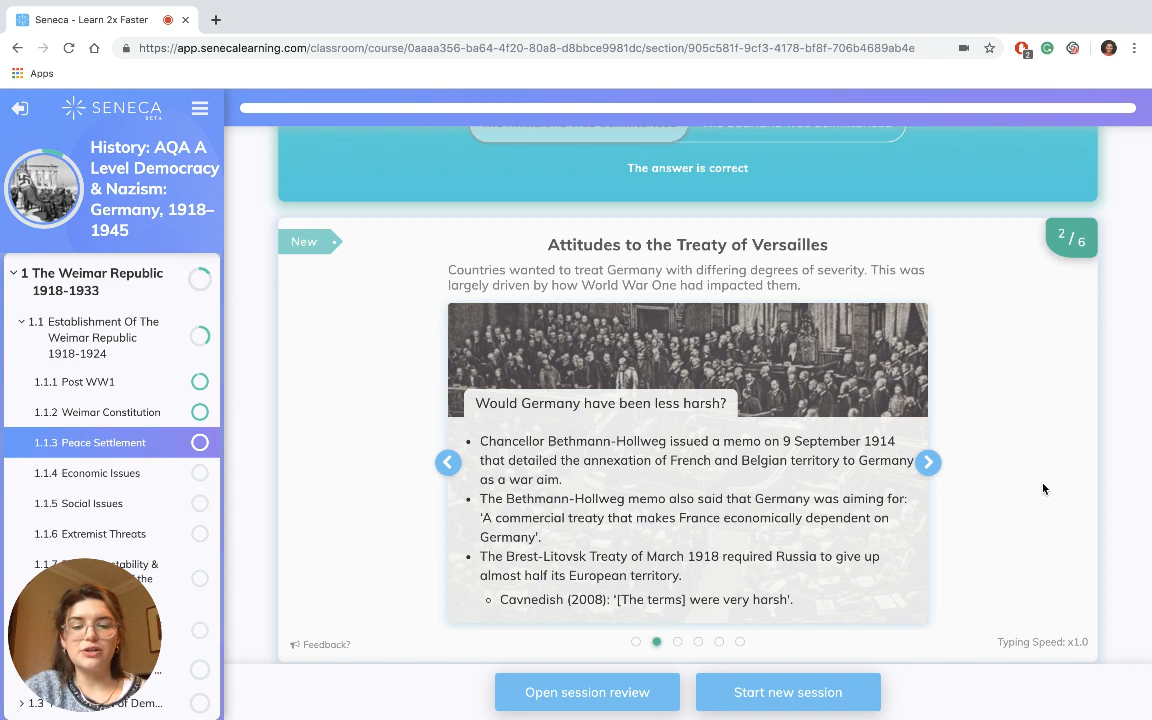 Seneca - Learn 2x Faster
https://app.senecalearning.com/classroom/course/0aaaa356-ba64-4f20-80a8-d8bbce9981dc/section/905c581f-9cf3-4178-bf8f-706b4689ab4e
2
Apps
SENECA
BETA
History: AQA A
Level Democracy
& Nazism:
Germany, 1918–
1945
1 The Weimar Republic
1918-1933
1.1 Establishment Of The
Weimar Republic
1918-1924
1.1.1 Post WW1
1.1.2 Weimar Constitution
1.1.3 Peace Settlement
1.1.4 Economic Issues
1.1.5 Social Issues
1.1.6 Extremist Threats
1.1.7
1.3 of Dem...
The answer is correct
New
2 / 6
Attitudes to the Treaty of Versailles
Countries wanted to treat Germany with differing degrees of severity. This was
largely driven by how World War One had impacted them.
Would Germany have been less harsh?
• Chancellor Bethmann-Hollweg issued a memo on 9 September 1914
that detailed the annexation of French and Belgian territory to Germany
as a war aim.
• The Bethmann-Hollweg memo also said that Germany was aiming for:
'A commercial treaty that makes France economically dependent on
Germany'.
• The Brest-Litovsk Treaty of March 1918 required Russia to give up
almost half its European territory.
Cavnedish (2008): '[The terms] were very harsh'.
Feedback?
Typing Speed: x1.0
Open session review
Start new session